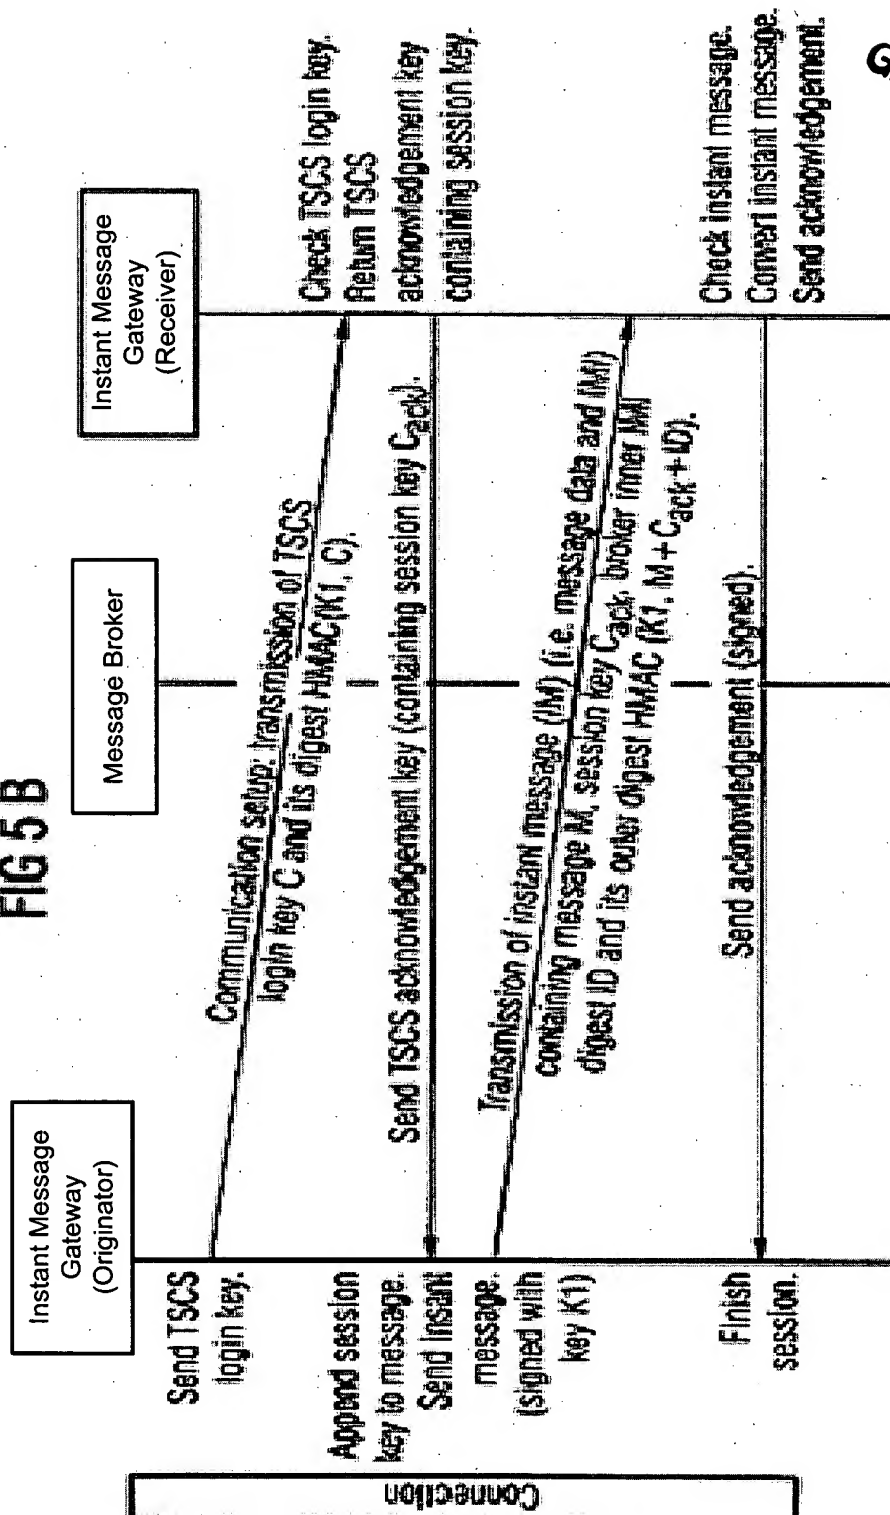 FIG 5 B
Instant Message
Gateway
(Originator)
Message Broker
Instant Message
Gateway
(Receiver)
Connection
Send TSCS
login key.
Communication setup: transmission of TSCS
login key C and its digest HMAC(K1, C).
Check TSCS login key.
Return TSCS
acknowledgement key
containing session key.
Send TSCS acknowledgement key (containing session key Cack).
Append session
key to message.
Send Insant
message.
(signed with
key K1)
Transmission of instant message (IM) (i.e. message data and IMI)
containing message M, session key Cack, broker inner IMI
digest ID and its outer digest HMAC (K1, M+Cack+ID).
Check instant message.
Convert instant message.
Send acknowledgement.
Send acknowledgement (signed).
Finish
session.